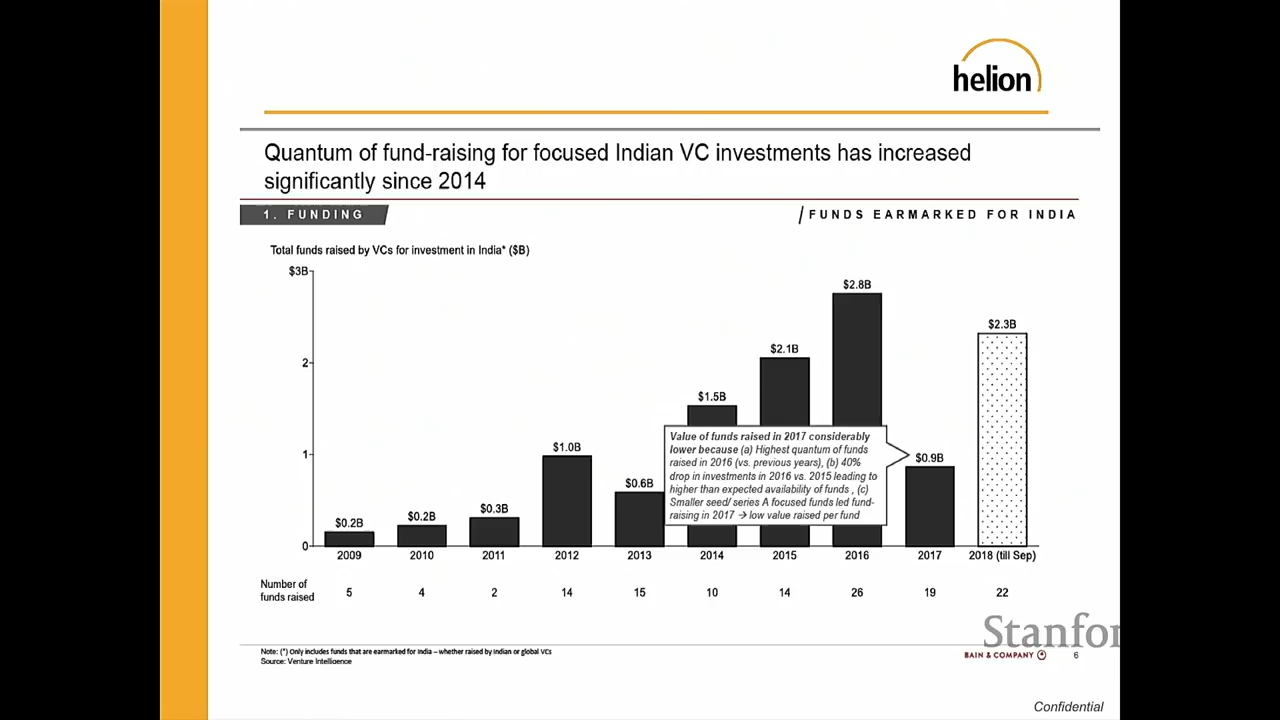 helion
Quantum of fund-raising for focused Indian VC investments has increased
significantly since 2014
1. FUNDING
FUNDS EARMARKED FOR INDIA
Total funds raised by VCs for investment in India* ($B)
$3B
2
1
0
$0.2B
$0.2B
$0.3B
$1.0B
$0.6B
$1.5B
$2.1B
$2.8B
$0.9B
$2.3B
Value of funds raised in 2017 considerably
lower because (a) Highest quantum of funds
raised in 2016 (vs. previous years), (b) 40%
drop in investments in 2016 vs. 2015 leading to
higher than expected availability of funds , (c)
Smaller seed/ series A focused funds led fund-
raising in 2017 → low value raised per fund
2009 2010 2011 2012 2013 2014 2015 2016 2017 2018 (till Sep)
Number of
funds raised
5 4 2 14 15 10 14 26 19 22
Note: (*) Only includes funds that are earmarked for India – whether raised by Indian or global VCs
Source: Venture Intelligence
Stanfor
BAIN & COMPANY
6
Confidential